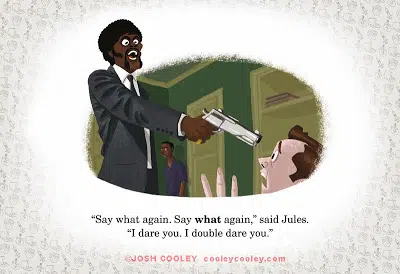 “Say what again. Say what again,” said Jules.
“I dare you. I double dare you.”
©JOSH COOLEY cooleycooley.com